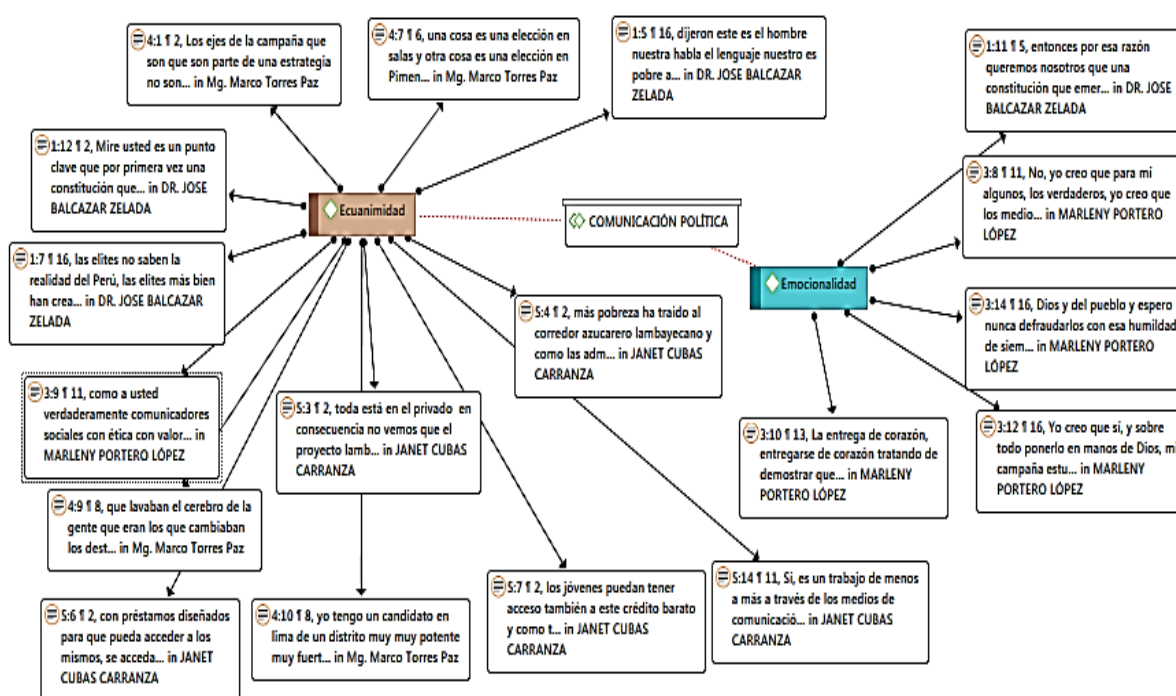 4:1 ¶ 2, Los ejes de la campaña que
son que son parte de una estrategia
no son... in Mg. Marco Torres Paz
4:7 ¶ 6, una cosa es una elección en
salas y otra cosa es una elección en
Pimen... in Mg. Marco Torres Paz
1:5 ¶ 16, dijeron este es el hombre
nuestra habla el lenguaje nuestro es
pobre a... in DR. JOSE BALCAZAR
ZELADA
1:11 ¶ 5, entonces por esa razón
queremos nosotros que una
constitución que emer... in DR. JOSE
BALCAZAR ZELADA
1:12 ¶ 2, Mire usted es un punto
clave que por primera vez una
constitución que... in DR. JOSE
BALCAZAR ZELADA
3:8 ¶ 11, No, yo creo que para mi
algunos, los verdaderos, yo creo que
los medio... in MARLENY PORTERO
LÓPEZ
Ecuanimidad
COMUNICACIÓN POLÍTICA
1:7 ¶ 16, las elites no saben la
realidad del Perú, las elites más bien
han crea... in DR. JOSE BALCAZAR
ZELADA
Emocionalidad
3:14 ¶ 16, Dios y del pueblo y espero
nunca defraudarlos con esa humildad
de siem... in MARLENY PORTERO
LÓPEZ
5:4 ¶ 2, más pobreza ha traido al
corredor azucarero lambayecano y
como las adm... in JANET CUBAS
CARRANZA
3:9 ¶ 11, como a usted
verdaderamente comunicadores
sociales con ética con valor... in
MARLENY PORTERO LÓPEZ
5:3 ¶ 2, toda está en el privado en
consecuencia no vemos que el
proyecto lamb... in JANET CUBAS
CARRANZA
3:10 ¶ 13, La entrega de corazón,
entregarse de corazón tratando de
demostrar que... in MARLENY
PORTERO LÓPEZ
3:12 ¶ 16, Yo creo que sí, y sobre
todo ponerlo en manos de Dios, mi
campaña estu... in MARLENY
PORTERO LÓPEZ
4:9 ¶ 8, que lavaban el cerebro de la
gente que eran los que cambiaban
los dest... in Mg. Marco Torres Paz
5:6 ¶ 2, con préstamos diseñados
para que pueda acceder a los
mismos, se acceda... in JANET
CUBAS CARRANZA
4:10 ¶ 8, yo tengo un candidato en
lima de un distrito muy muy potente
muy fuert... in Mg. Marco Torres Paz
5:7 ¶ 2, los jóvenes puedan tener
acceso también a este crédito barato
y como t... in JANET CUBAS
CARRANZA
5:14 ¶ 11, Si, es un trabajo de menos
a más a través de los medios de
comunicació... in JANET CUBAS
CARRANZA